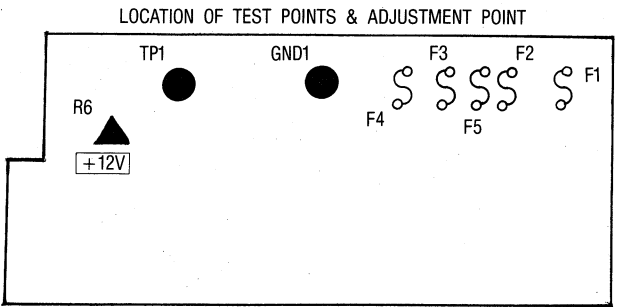 LOCATION OF TEST POINTS & ADJUSTMENT POINT
TP1 GND1 F3 F2 F1
R6 F4 F5
+12V